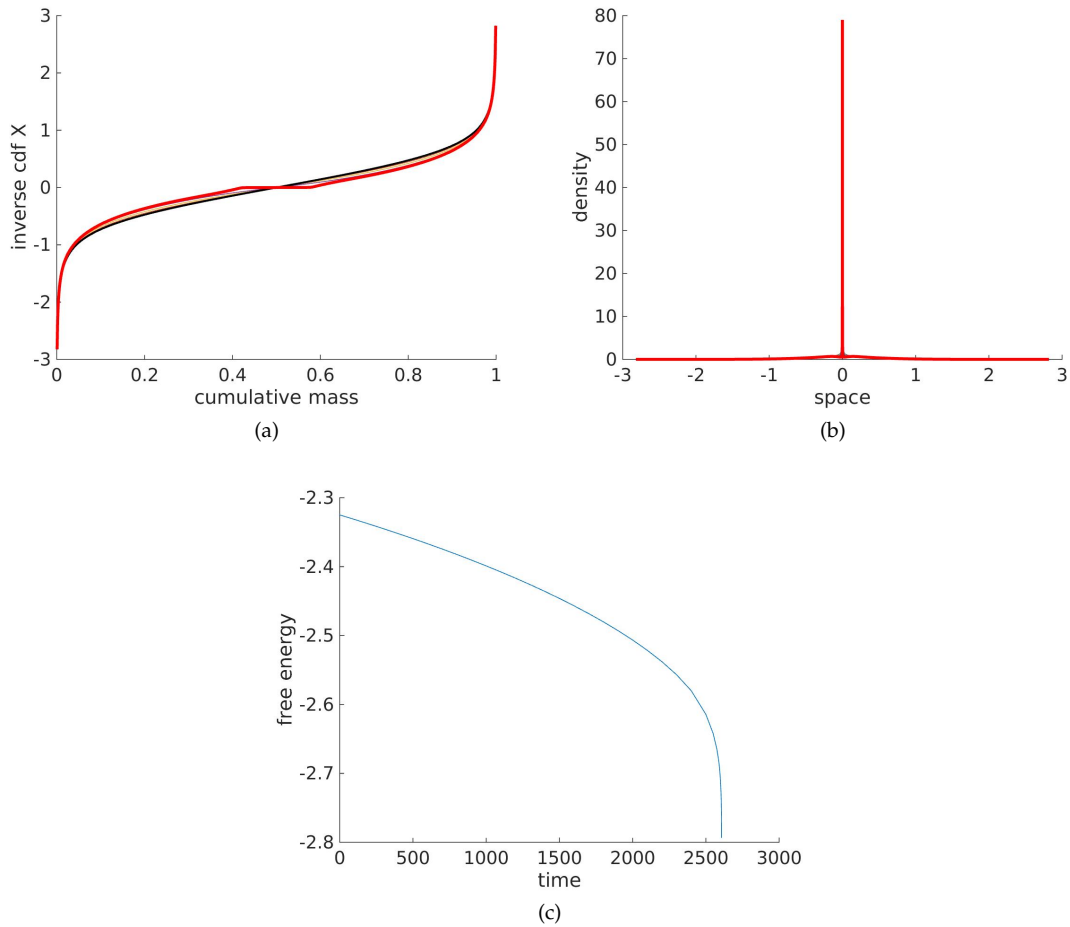 3
2
1
0
-1
-2
-3
inverse cdf X
0 0.2 0.4 0.6 0.8 1
cumulative mass
(a)
80
70
60
50
40
30
20
10
0
density
-3 -2 -1 0 1 2 3
space
(b)
-2.3
-2.4
-2.5
-2.6
-2.7
-2.8
free energy
0 500 1000 1500 2000 2500 3000
time
(c)